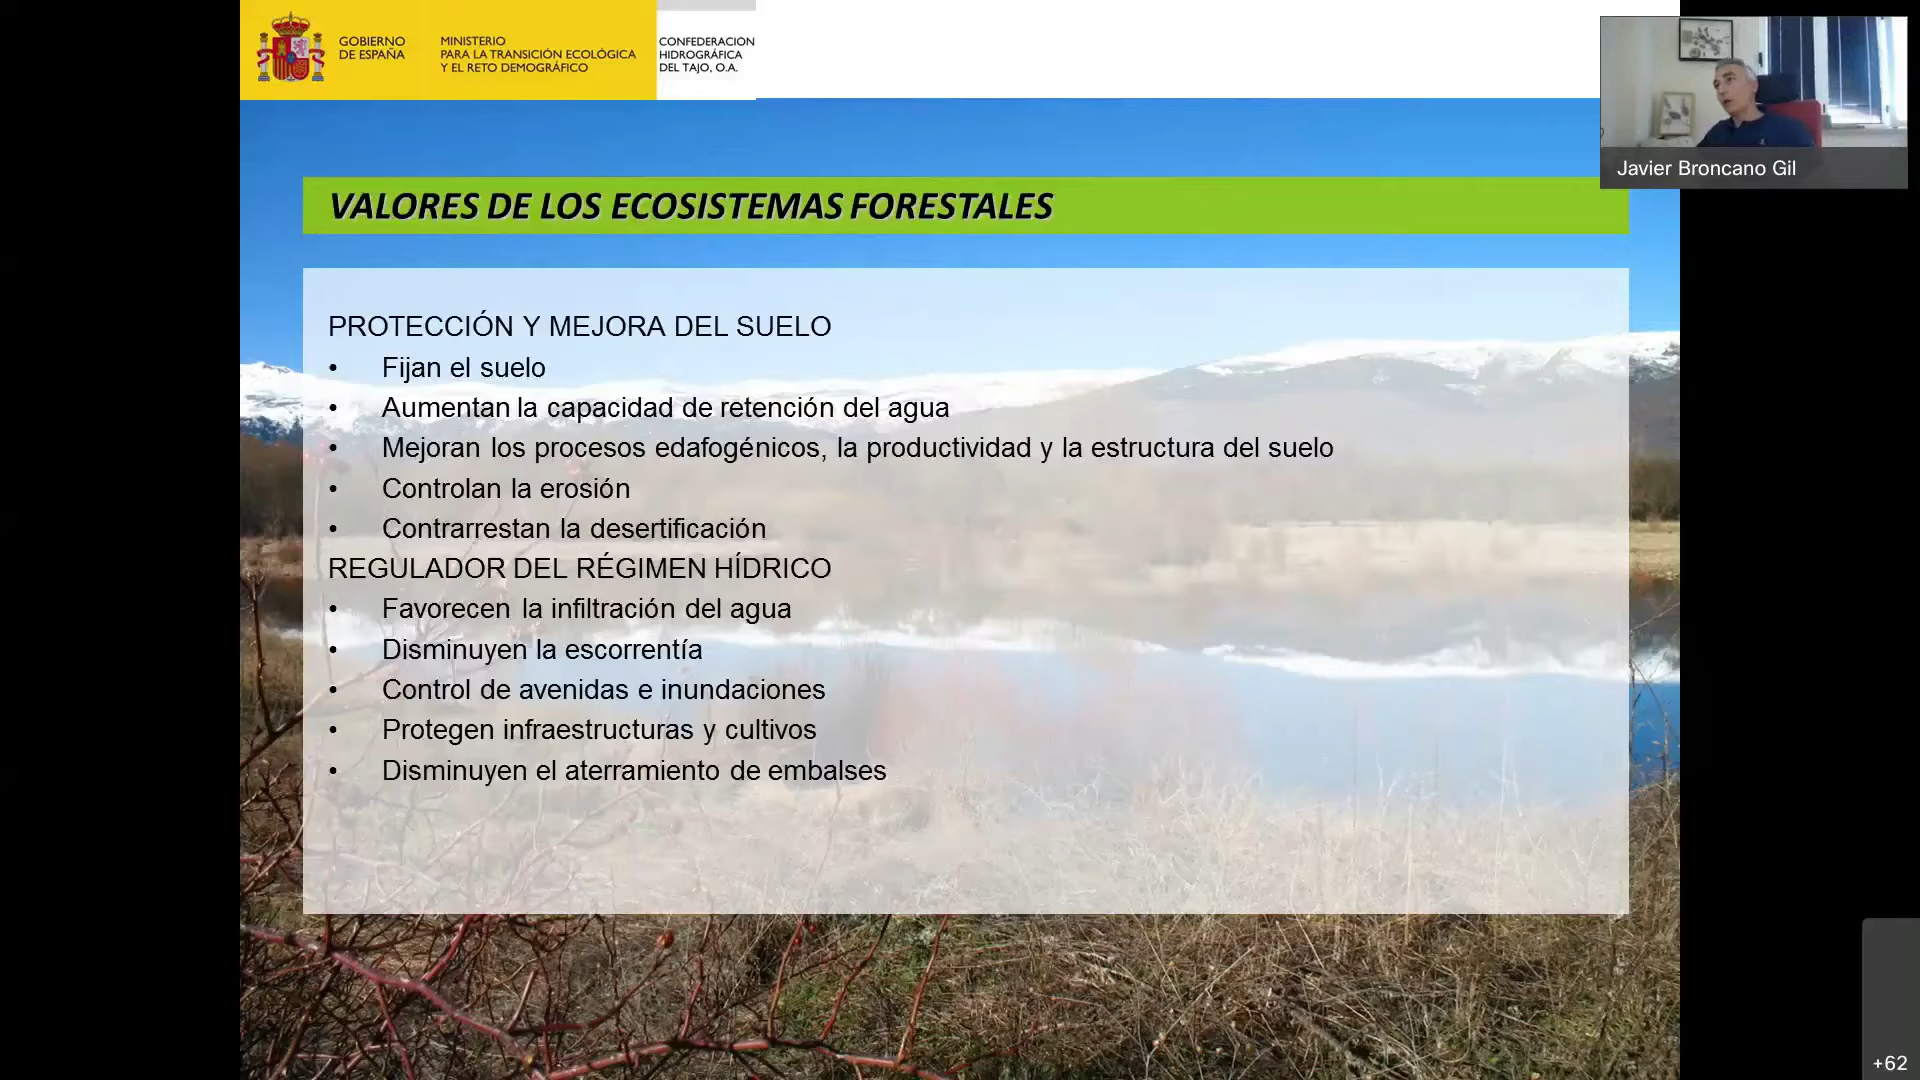 GOBIERNO
DE ESPAÑA
MINISTERIO
PARA LA TRANSICIÓN ECOLÓGICA
Y EL RETO DEMOGRÁFICO
CONFEDERACION
HIDROGRÁFICA
DEL TAJO, O.A.
Javier Broncano Gil
VALORES DE LOS ECOSISTEMAS FORESTALES
PROTECCIÓN Y MEJORA DEL SUELO
• Fijan el suelo
• Aumentan la capacidad de retención del agua
• Mejoran los procesos edafogénicos, la productividad y la estructura del suelo
• Controlan la erosión
• Contrarrestan la desertificación
REGULADOR DEL RÉGIMEN HÍDRICO
• Favorecen la infiltración del agua
• Disminuyen la escorrentía
• Control de avenidas e inundaciones
• Protegen infraestructuras y cultivos
• Disminuyen el aterramiento de embalses
+62